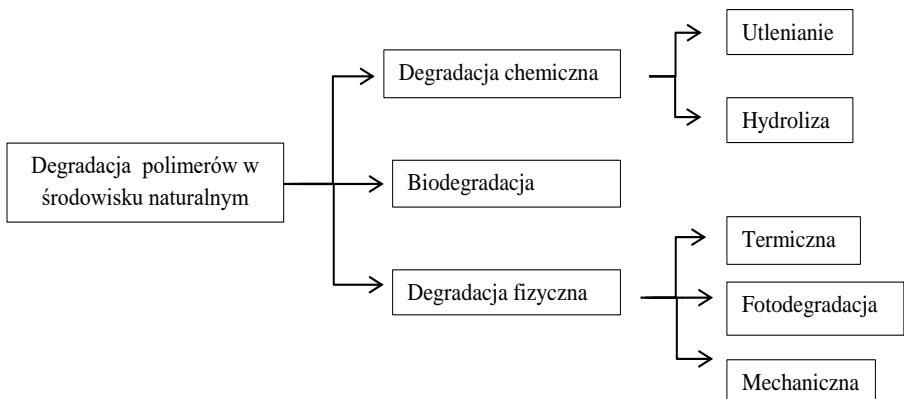 Degradacja polimerów w
środowisku naturalnym
Degradacja chemiczna
Utlenianie
Hydroliza
Biodegradacja
Degradacja fizyczna
Termiczna
Fotodegradacja
Mechaniczna